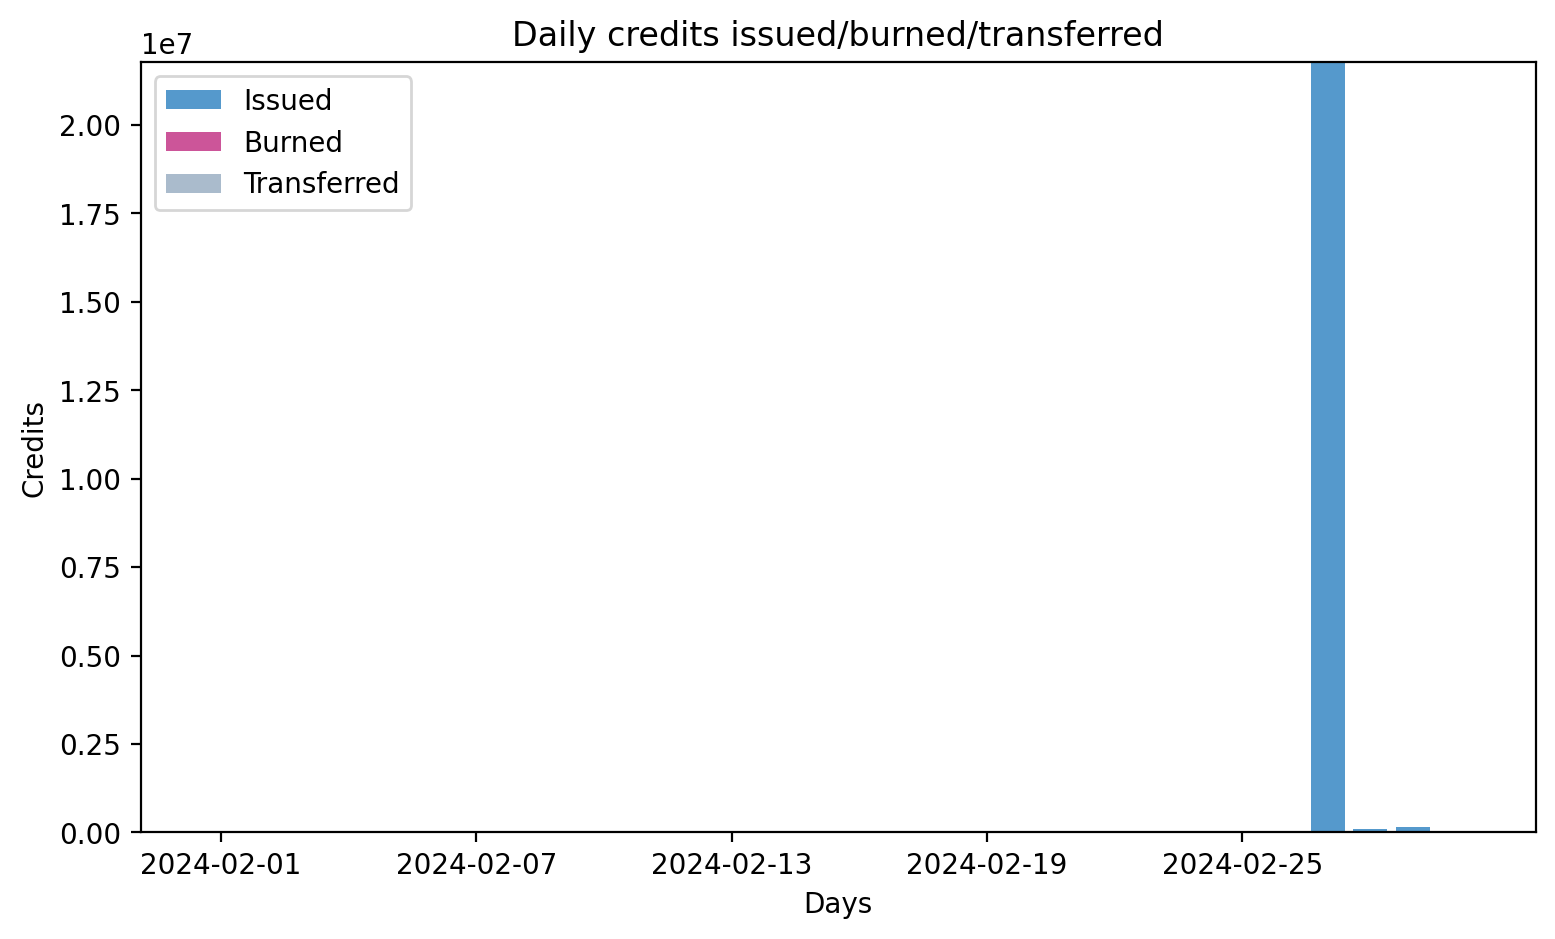 Daily credits issued/burned/transferred
1e7
Issued
Burned
Transferred
2.00
1.75
1.50
1.25
1.00
0.75
0.50
0.25
0.00
Credits
2024-02-01
2024-02-07
2024-02-13
2024-02-19
2024-02-25
Days